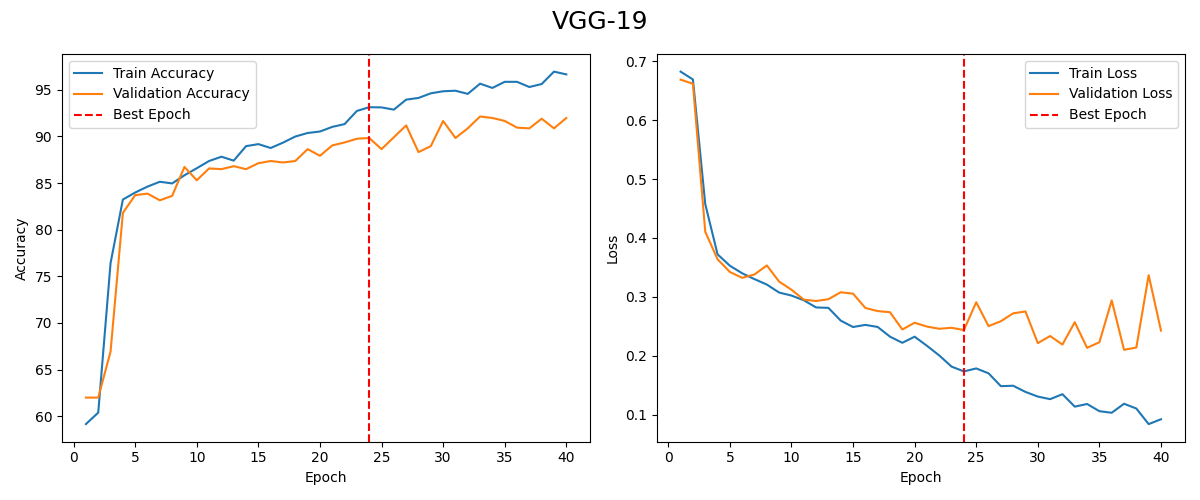 VGG-19
Train Accuracy
Validation Accuracy
Best Epoch
95
90
85
80
75
70
65
60
Accuracy
0 5 10 15 20 25 30 35 40
Epoch
Train Loss
Validation Loss
Best Epoch
0.7
0.6
0.5
0.4
0.3
0.2
0.1
Loss
0 5 10 15 20 25 30 35 40
Epoch